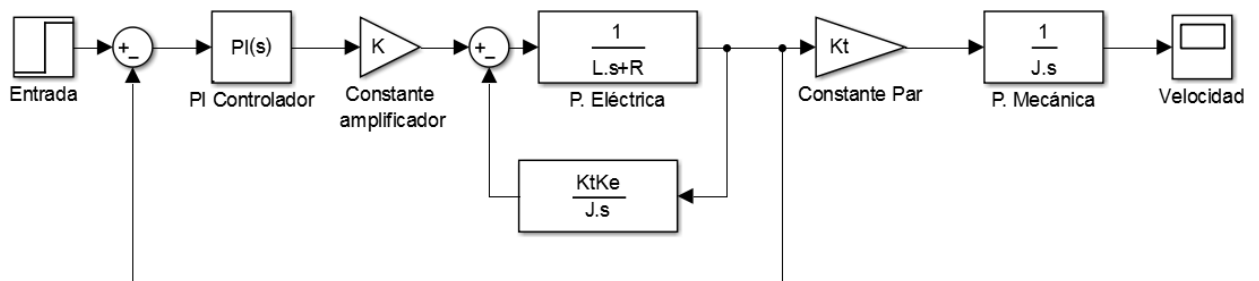 +
−
PI(s)
K
+
−
1
L.s+R
Kt
1
J.s
Entrada
PI Controlador
Constante
amplificador
P. Eléctrica
Constante Par
P. Mecánica
Velocidad
KtKe
J.s